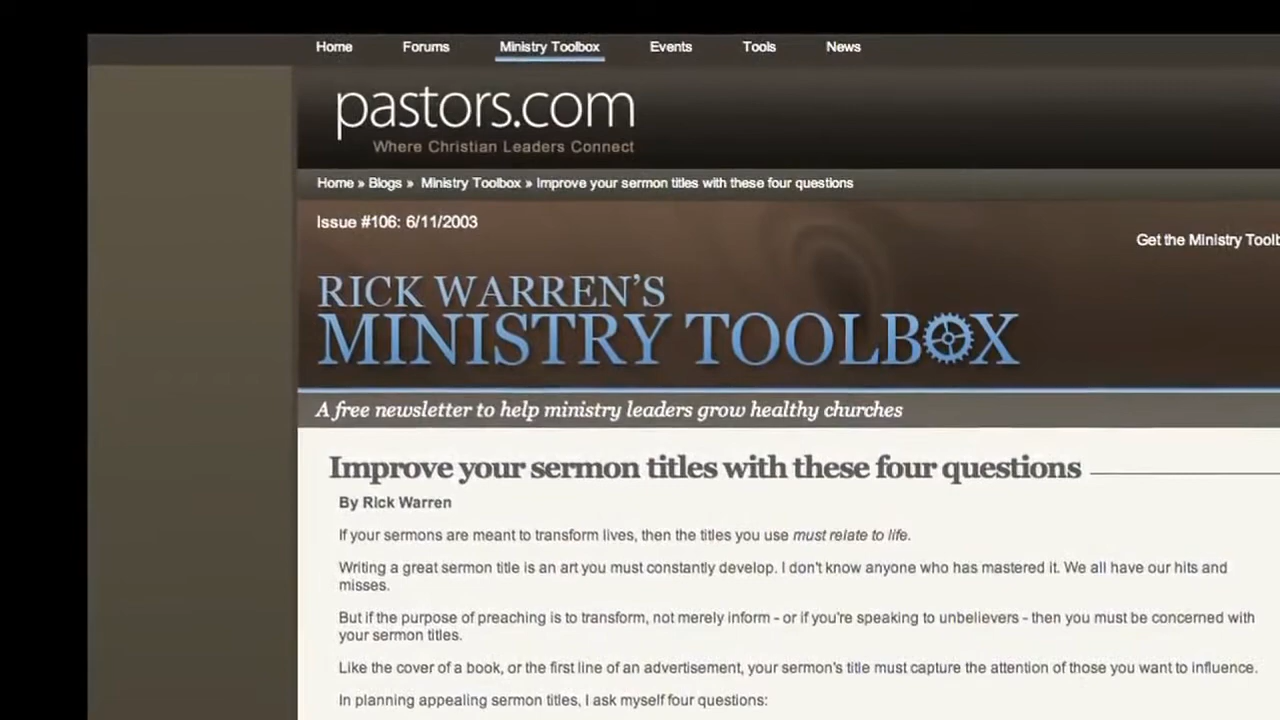 Home Forums Ministry Toolbox Events Tools News
pastors.com
Where Christian Leaders Connect
Home » Blogs » Ministry Toolbox » Improve your sermon titles with these four questions
Issue #106: 6/11/2003
Get the Ministry Toolb
RICK WARREN'S
MINISTRY TOOLBOX
A free newsletter to help ministry leaders grow healthy churches
Improve your sermon titles with these four questions
By Rick Warren
If your sermons are meant to transform lives, then the titles you use must relate to life.
Writing a great sermon title is an art you must constantly develop. I don't know anyone who has mastered it. We all have our hits and
misses.
But if the purpose of preaching is to transform, not merely inform - or if you're speaking to unbelievers - then you must be concerned with
your sermon titles.
Like the cover of a book, or the first line of an advertisement, your sermon's title must capture the attention of those you want to influence.
In planning appealing sermon titles, I ask myself four questions: